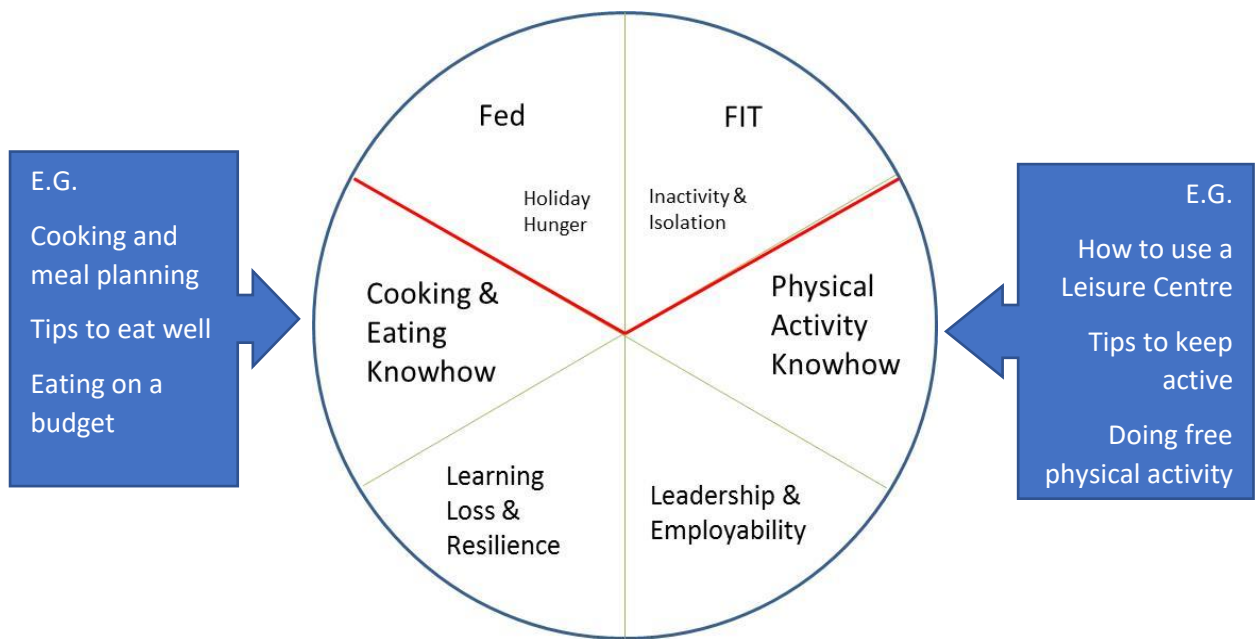 Fed
FIT
Holiday
Hunger
Inactivity &
Isolation
E.G.
Cooking and
meal planning
Tips to eat well
Eating on a
budget
Cooking &
Eating
Knowhow
Physical
Activity
Knowhow
E.G.
How to use a
Leisure Centre
Tips to keep
active
Doing free
physical activity
Learning
Loss &
Resilience
Leadership &
Employability